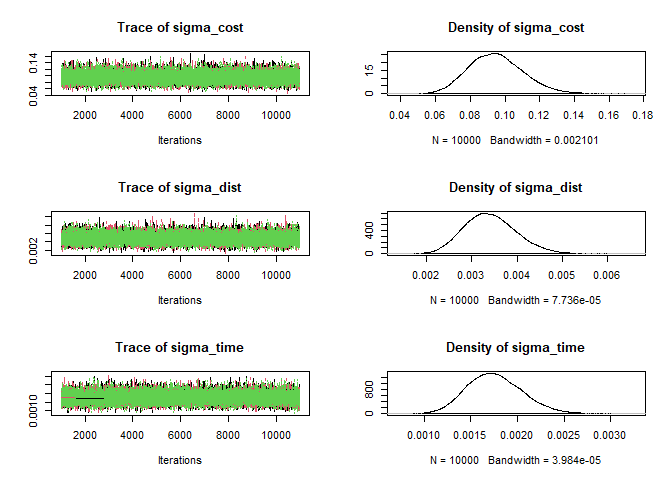 Trace of sigma_cost
0.04 0.14
2000 4000 6000 8000 10000
Iterations
Density of sigma_cost
0 15
0.04 0.06 0.08 0.10 0.12 0.14 0.16 0.18
N = 10000 Bandwidth = 0.002101
Trace of sigma_dist
0.002
2000 4000 6000 8000 10000
Iterations
Density of sigma_dist
0 400
0.002 0.003 0.004 0.005 0.006
N = 10000 Bandwidth = 7.736e-05
Trace of sigma_time
0.0010
2000 4000 6000 8000 10000
Iterations
Density of sigma_time
0 800
0.0010 0.0015 0.0020 0.0025 0.0030
N = 10000 Bandwidth = 3.984e-05